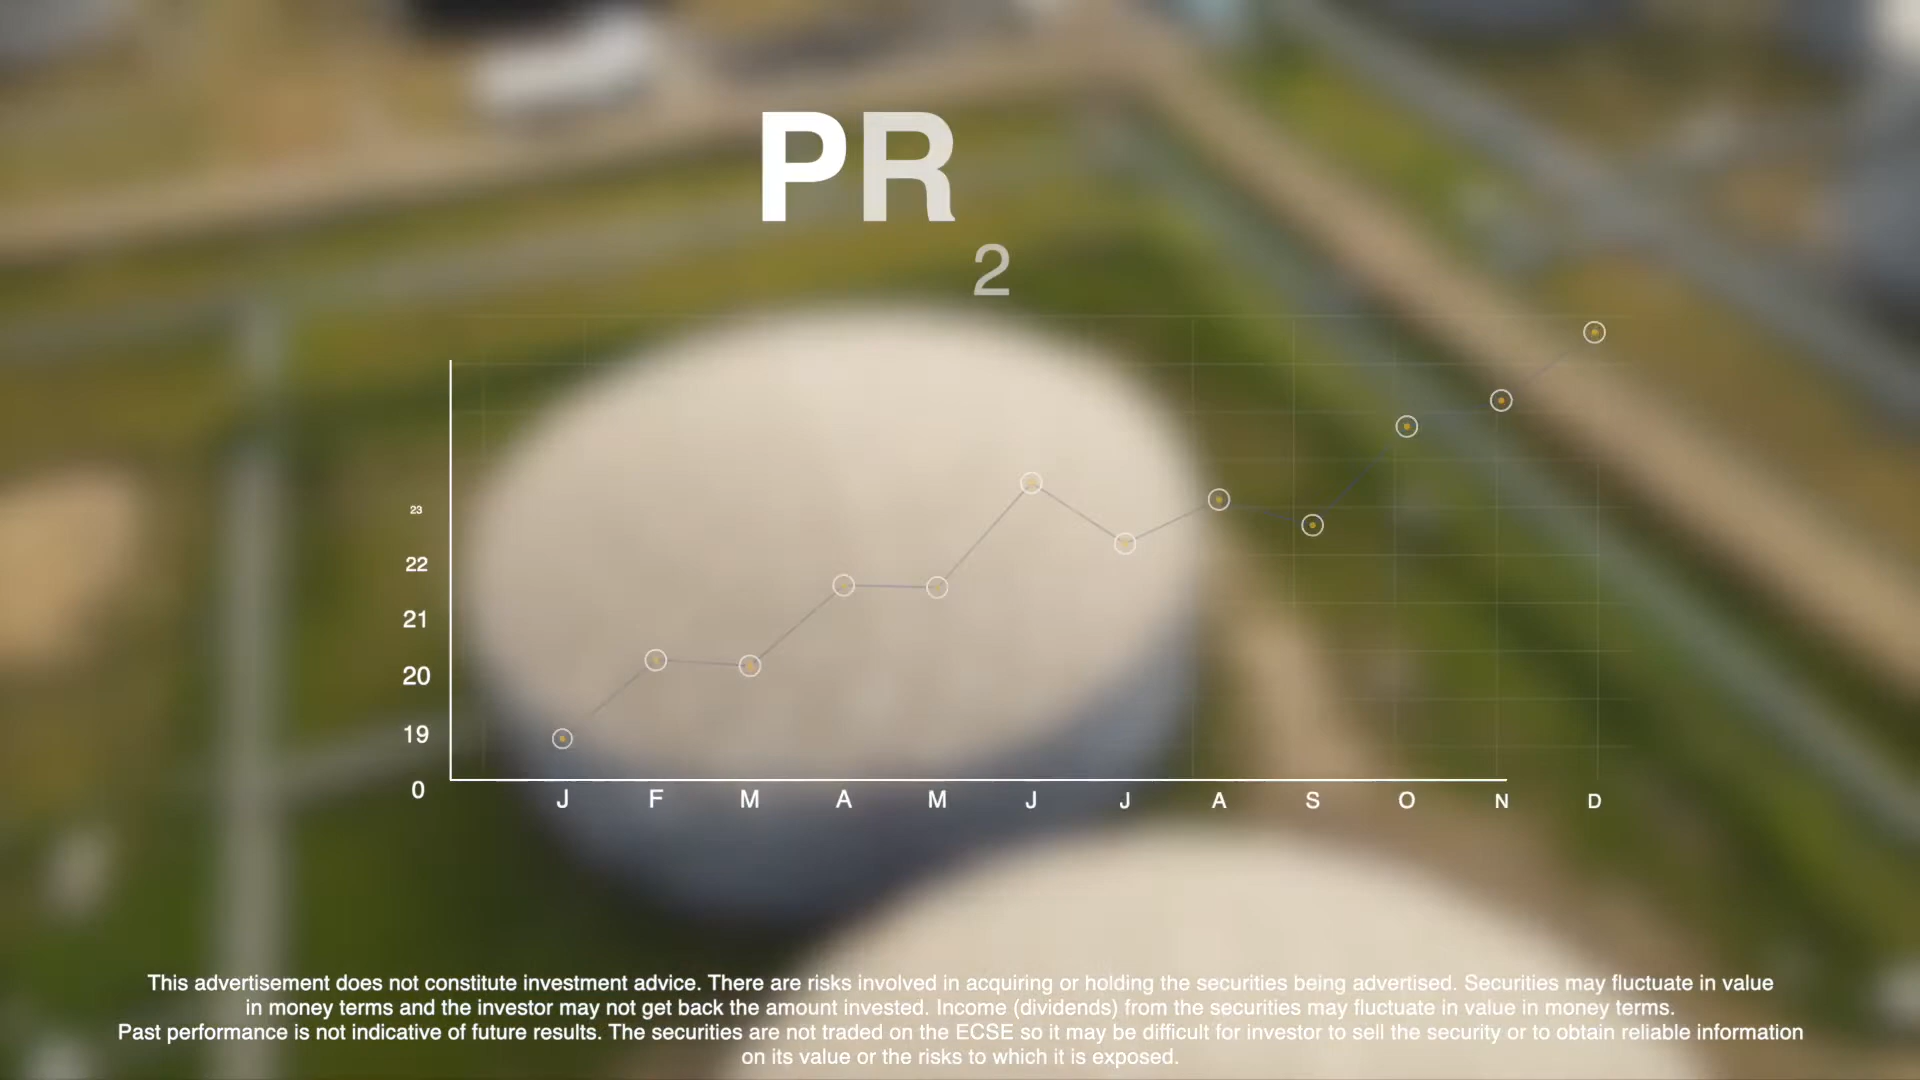 PR
2
23
22
21
20
19
0
J F M A M J J A S O N D
This advertisement does not constitute investment advice. There are risks involved in acquiring or holding the securities being advertised. Securities may fluctuate in value
in money terms and the investor may not get back the amount invested. Income (dividends) from the securities may fluctuate in value in money terms.
Past performance is not indicative of future results. The securities are not traded on the ECSE so it may be difficult for investor to sell the security or to obtain reliable information
on its value or the risks to which it is exposed.